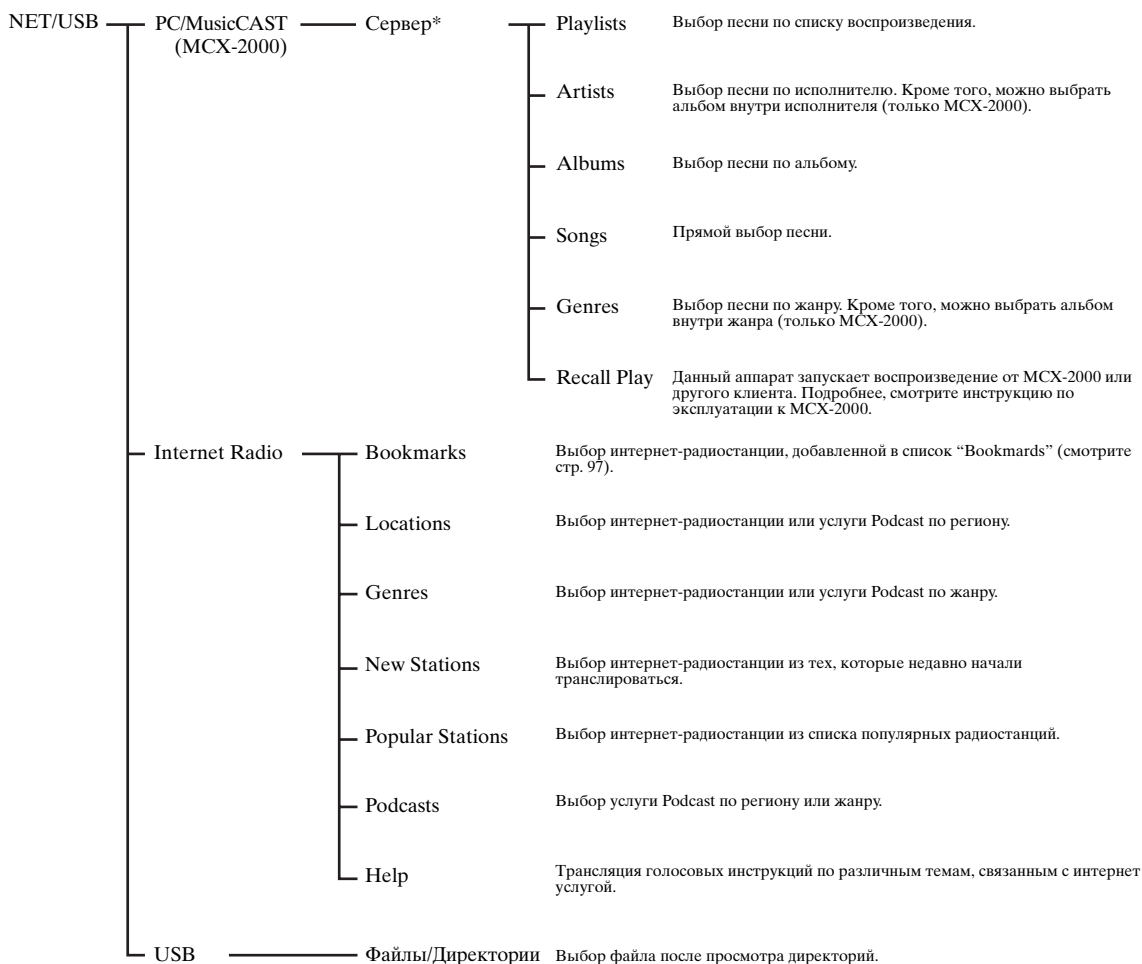 NET/USB PC/MusicCAST Сервер* Playlists Выбор песни по списку воспроизведения.
(MCX-2000)
Artists Выбор песни по исполнителю. Кроме того, можно выбрать
альбом внутри исполнителя (только MCX-2000).
Albums Выбор песни по альбому.
Songs Прямой выбор песни.
Genres Выбор песни по жанру. Кроме того, можно выбрать альбом
внутри жанра (только MCX-2000).
Recall Play Данный аппарат запускает воспроизведение от MCX-2000 или
другого клиента. Подробнее, смотрите инструкцию по
эксплуатации к MCX-2000.
Internet Radio Bookmarks Выбор интернет-радиостанции, добавленной в список “Bookmards” (смотрите
стр. 97).
Locations Выбор интернет-радиостанции или услуги Podcast по региону.
Genres Выбор интернет-радиостанции или услуги Podcast по жанру.
New Stations Выбор интернет-радиостанции из тех, которые недавно начали
транслироваться.
Popular Stations Выбор интернет-радиостанции из списка популярных радиостанций.
Podcasts Выбор услуги Podcast по региону или жанру.
Help Трансляция голосовых инструкций по различным темам, связанным с интернет
услугой.
USB Файлы/Директории Выбор файла после просмотра директорий.